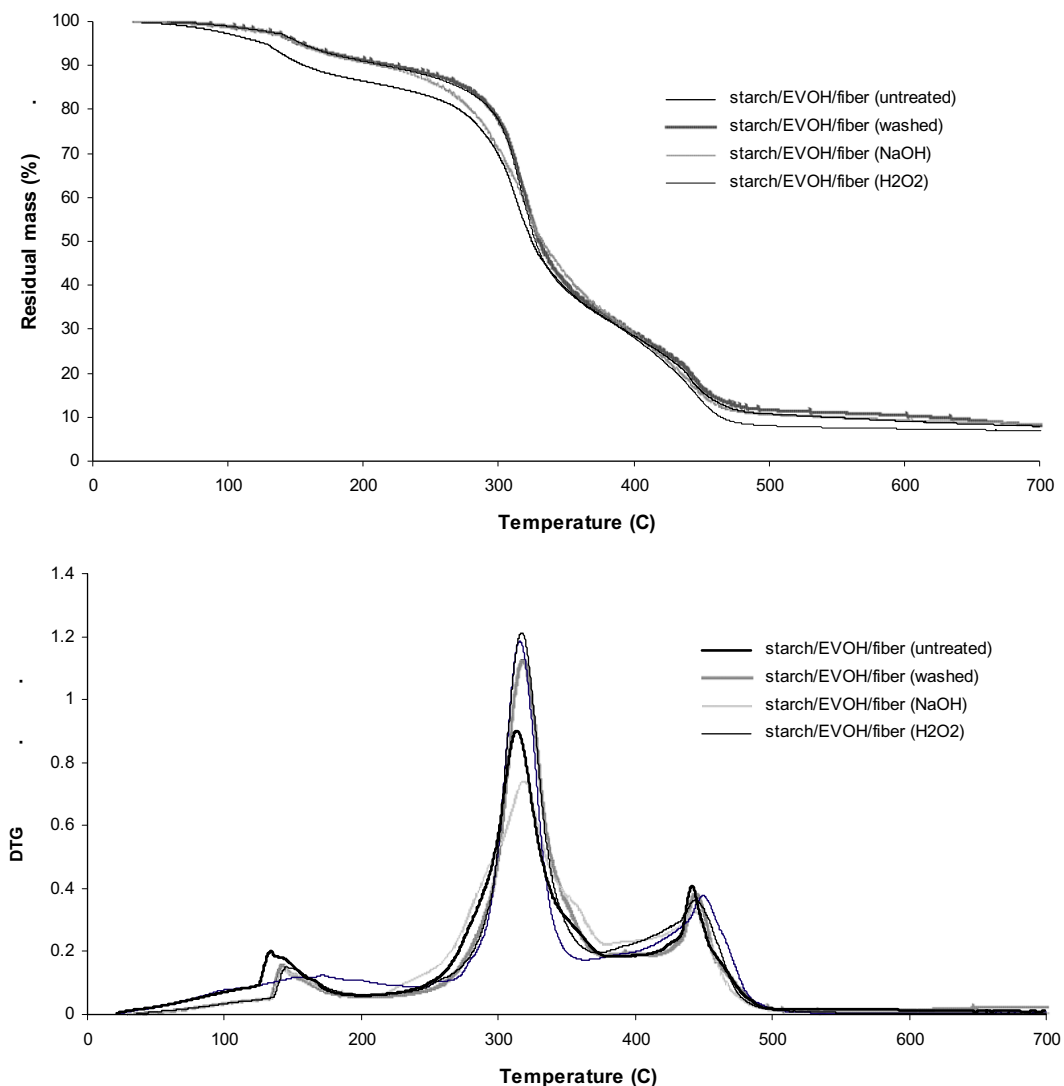 100
90
80
70
60
50
40
30
20
10
0
Residual mass (%)
starch/EVOH/fiber (untreated)
starch/EVOH/fiber (washed)
starch/EVOH/fiber (NaOH)
starch/EVOH/fiber (H2O2)
0 100 200 300 400 500 600 700
Temperature (C)
1.4
1.2
1
0.8
0.6
0.4
0.2
0
DTG
starch/EVOH/fiber (untreated)
starch/EVOH/fiber (washed)
starch/EVOH/fiber (NaOH)
starch/EVOH/fiber (H2O2)
0 100 200 300 400 500 600 700
Temperature (C)